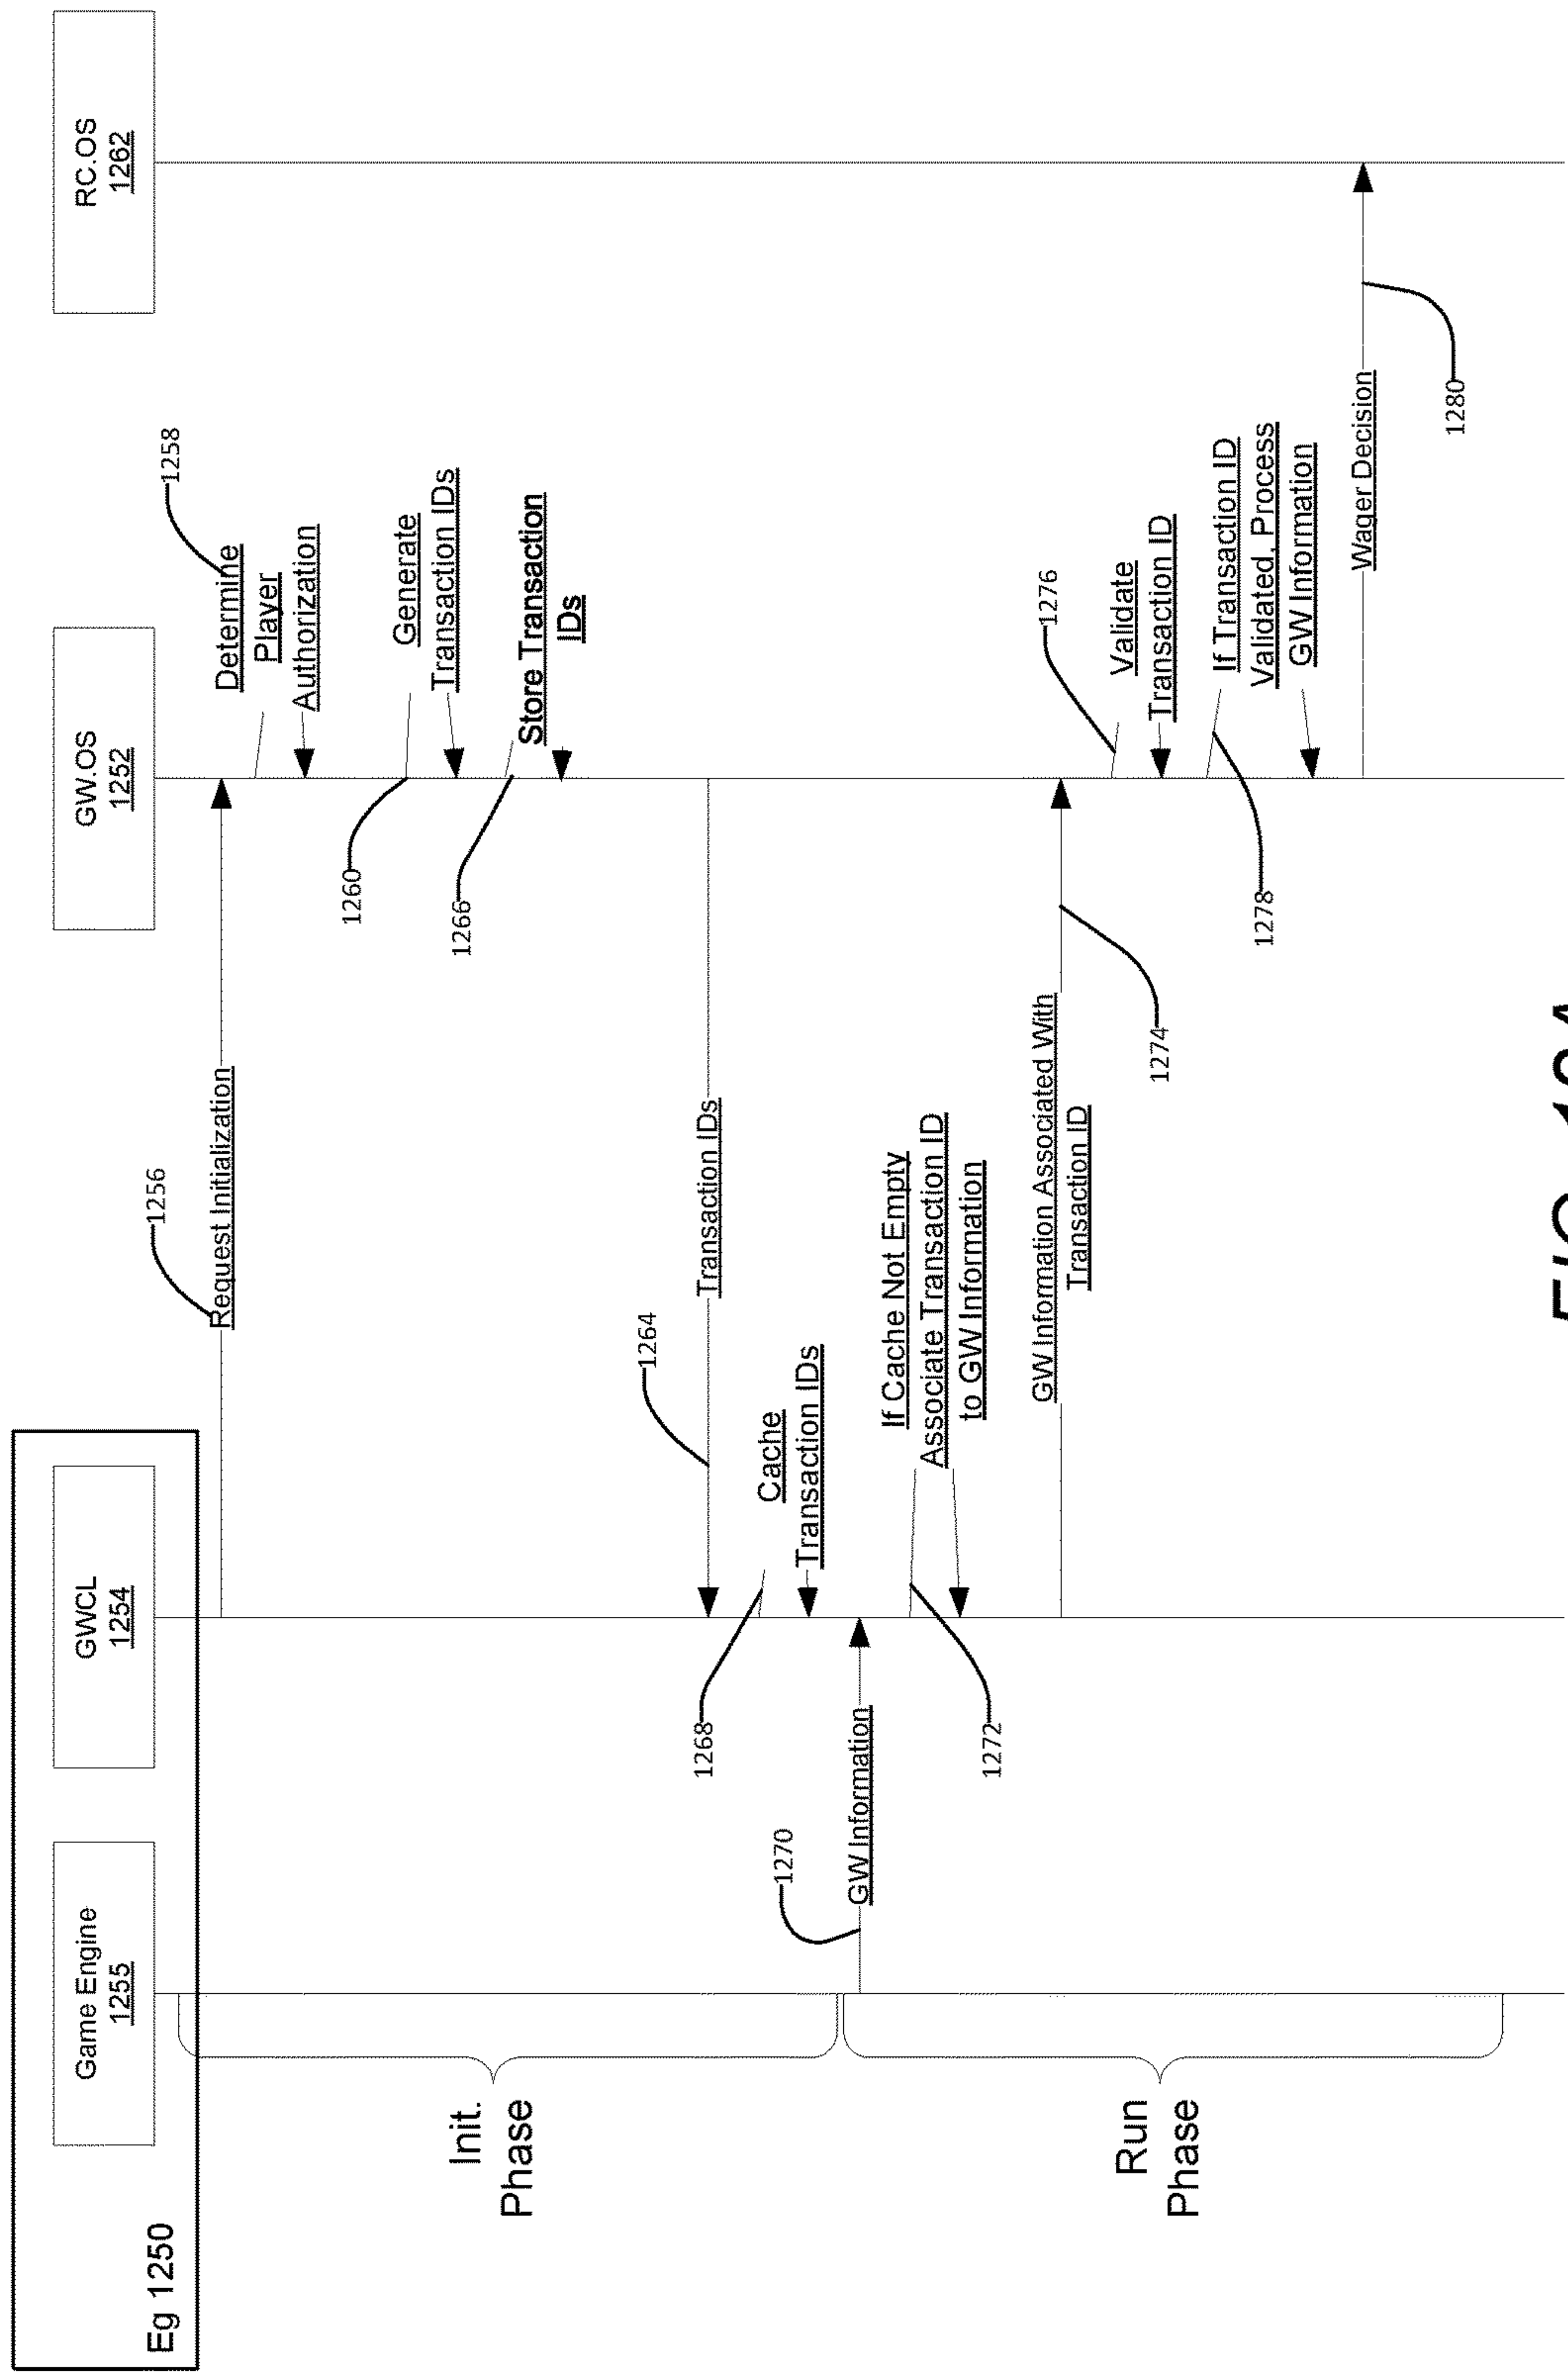 Eg 1250
Game Engine
1255
GWCL
1254
GW.OS
1252
RC.OS
1262
Init.
Phase
1256
Request Initialization
1258
Determine
Player
Authorization
1260
Generate
Transaction IDs
1266
Store Transaction
IDs
1264
Transaction IDs
1268
Cache
Transaction IDs
Run
Phase
1270
GW Information
1272
If Cache Not Empty
Associate Transaction ID
to GW Information
GW Information Associated With
Transaction ID
1274
1276
Validate
Transaction ID
1278
If Transaction ID
Validated, Process
GW Information
Wager Decision
1280